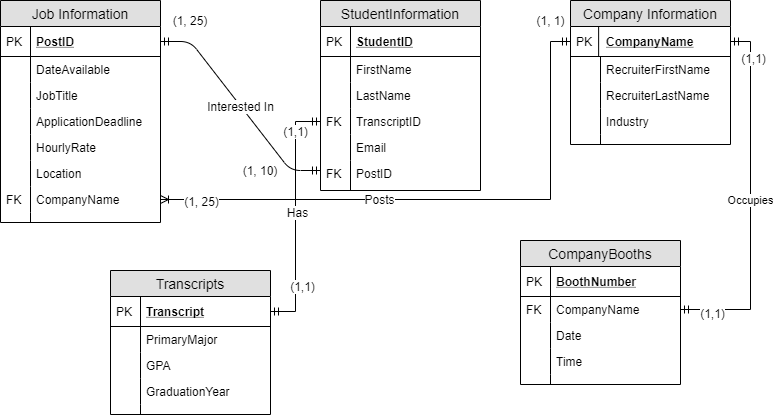 Job Information
PK PostID
DateAvailable
JobTitle
ApplicationDeadline
HourlyRate
Location
FK CompanyName
(1, 25)
Interested In
(1, 10)
(1, 25)
StudentInformation
PK StudentID
FirstName
LastName
FK TranscriptID
Email
FK PostID
(1,1)
Has
(1,1)
Posts
(1, 1)
Company Information
PK CompanyName
RecruiterFirstName
RecruiterLastName
Industry
(1,1)
Occupies
(1,1)
Transcripts
PK Transcript
PrimaryMajor
GPA
GraduationYear
CompanyBooths
PK BoothNumber
FK CompanyName
Date
Time